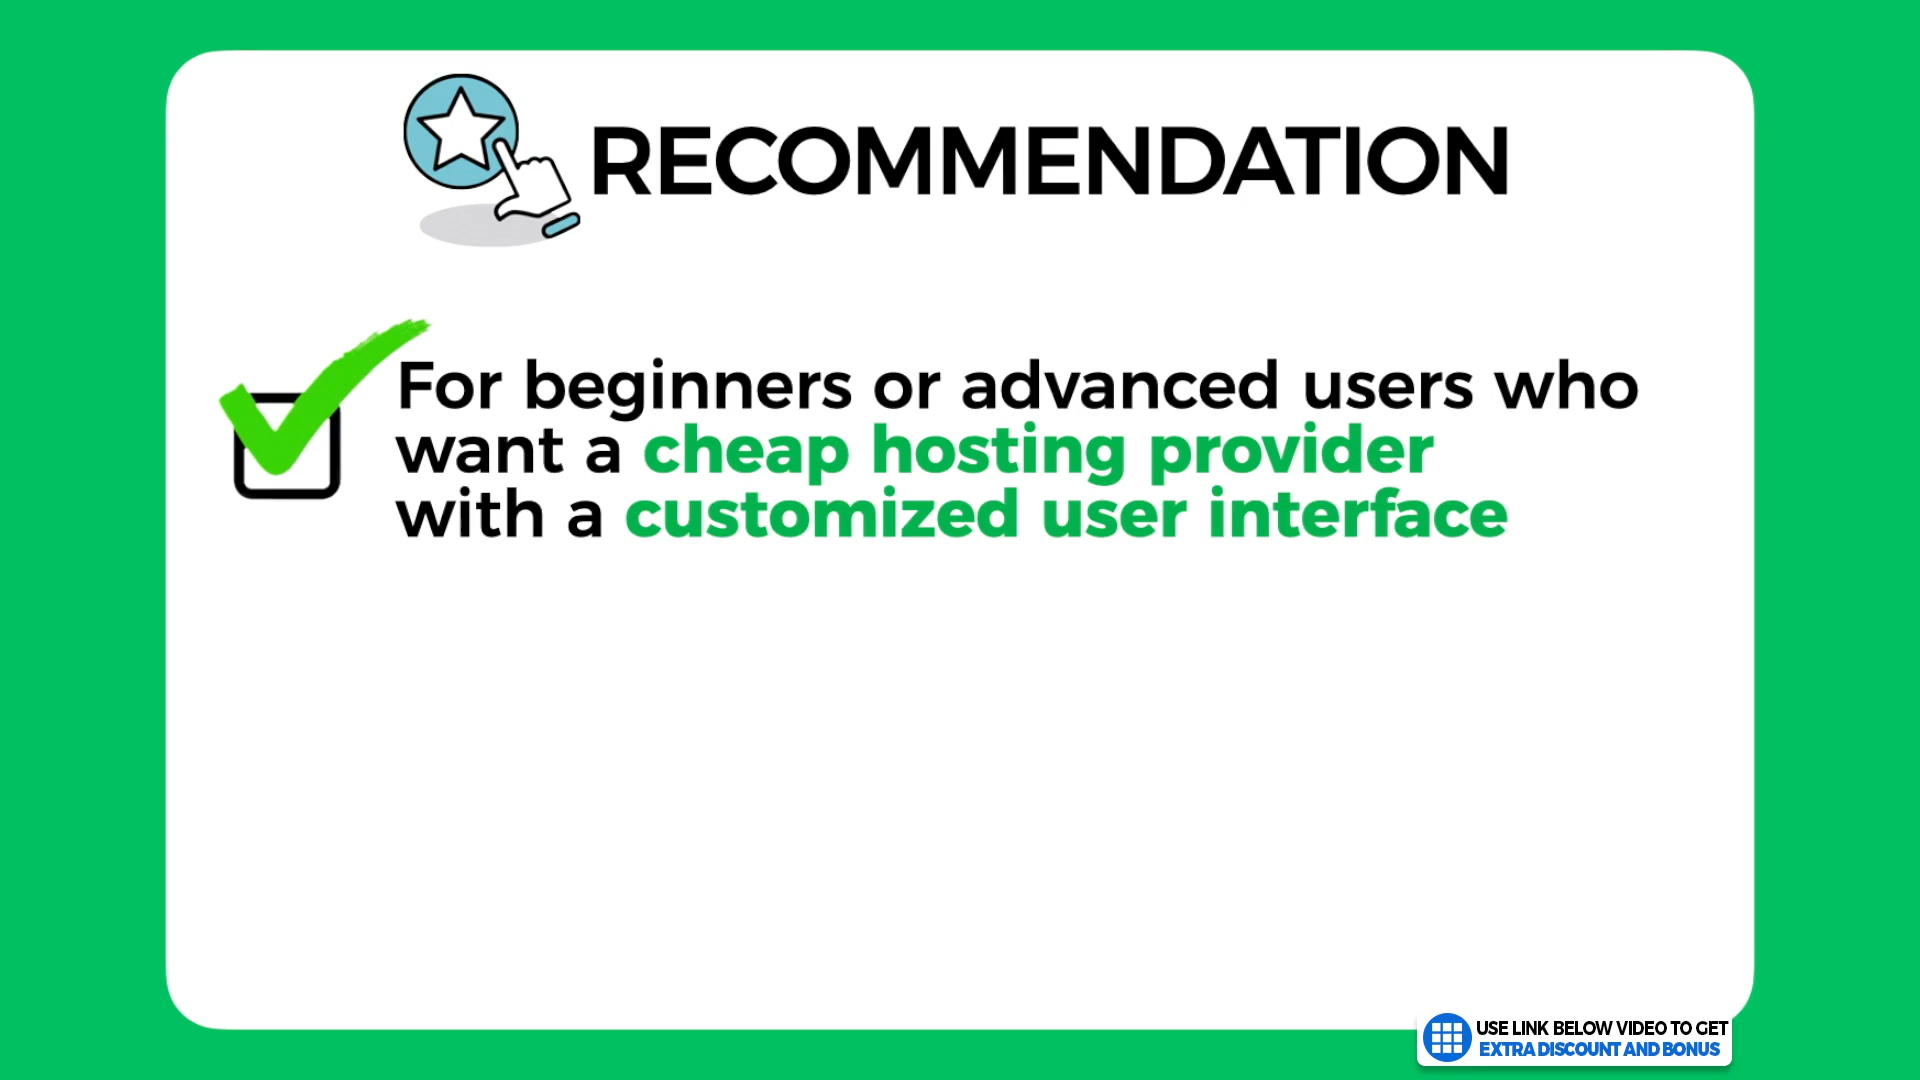 RECOMMENDATION
For beginners or advanced users who
want a cheap hosting provider
with a customized user interface
USE LINK BELOW VIDEO TO GET
EXTRA DISCOUNT AND BONUS